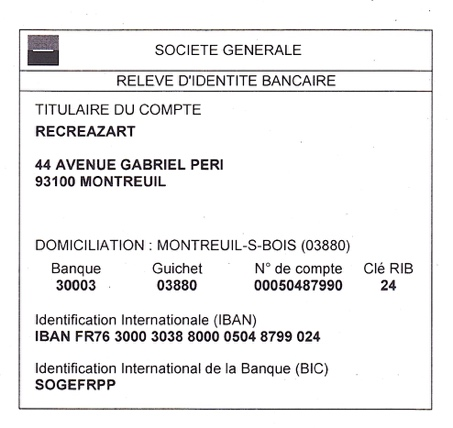 SOCIETE GENERALE
RELEVE D'IDENTITE BANCAIRE
TITULAIRE DU COMPTE
RECREAZART
44 AVENUE GABRIEL PERI
93100 MONTREUIL
DOMICILIATION : MONTREUIL-S-BOIS (03880)
Banque Guichet N° de compte Clé RIB
30003 03880 00050487990 24
Identification Internationale (IBAN)
IBAN FR76 3000 3038 8000 0504 8799 024
Identification International de la Banque (BIC)
SOGEFRPP